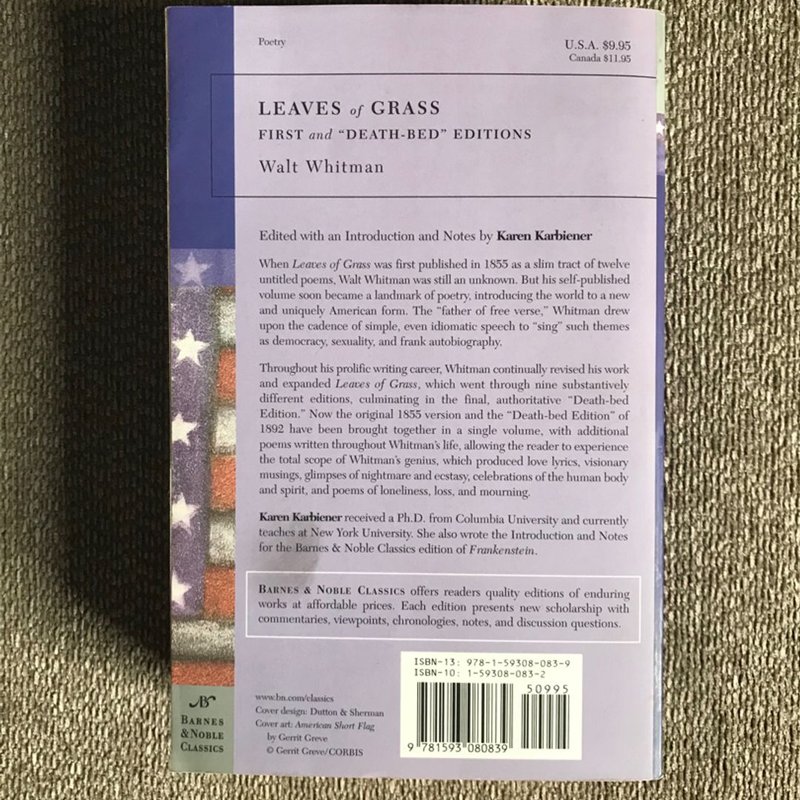 Poetry
U.S.A. $9.95
Canada $11.95
LEAVES of GRASS
FIRST and “DEATH-BED” EDITIONS
Walt Whitman
Edited with an Introduction and Notes by Karen Karbiener
When Leaves of Grass was first published in 1855 as a slim tract of twelve
untitled poems, Walt Whitman was still an unknown. But his self-published
volume soon became a landmark of poetry, introducing the world to a new
and uniquely American form. The “father of free verse,” Whitman drew
upon the cadence of simple, even idiomatic speech to “sing” such themes
as democracy, sexuality, and frank autobiography.
Throughout his prolific writing career, Whitman continually revised his work
and expanded Leaves of Grass, which went through nine substantively
different editions, culminating in the final, authoritative “Death-bed
Edition.” Now the original 1855 version and the “Death-bed Edition” of
1892 have been brought together in a single volume, with additional
poems written throughout Whitman’s life, allowing the reader to experience
the total scope of Whitman’s genius, which produced love lyrics, visionary
musings, glimpses of nightmare and ecstasy, celebrations of the human body
and spirit, and poems of loneliness, loss, and mourning.
Karen Karbiener received a Ph.D. from Columbia University and currently
teaches at New York University. She also wrote the Introduction and Notes
for the Barnes & Noble Classics edition of Frankenstein.
BARNES & NOBLE CLASSICS offers readers quality editions of enduring
works at affordable prices. Each edition presents new scholarship with
commentaries, viewpoints, chronologies, notes, and discussion questions.
www.bn.com/classics
Cover design: Dutton & Sherman
Cover art: American Short Flag
by Gerrit Greve
© Gerrit Greve/CORBIS
ISBN-13: 978-1-59308-083-9
ISBN-10: 1-59308-083-2
50995
9 781593 080839
BARNES
& NOBLE
CLASSICS